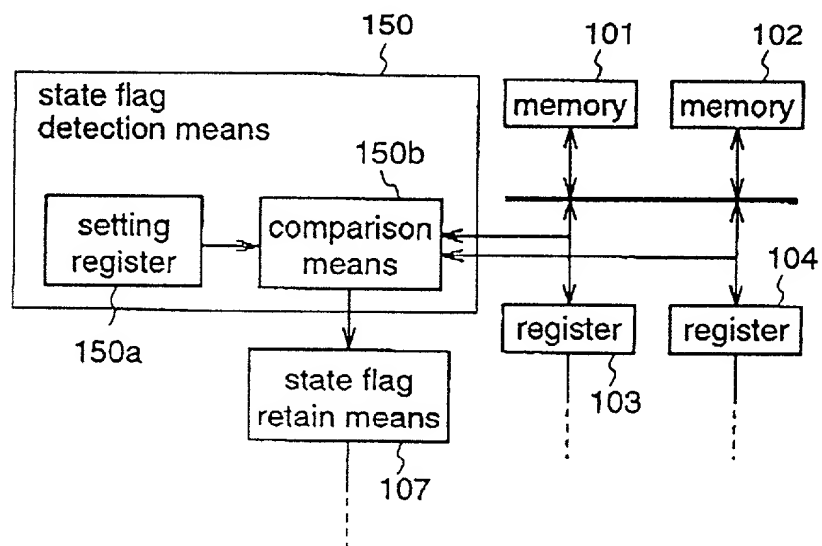 150
101
102
state flag
detection means
memory
memory
150b
setting
register
comparison
means
104
150a
register
register
state flag
retain means
103
107